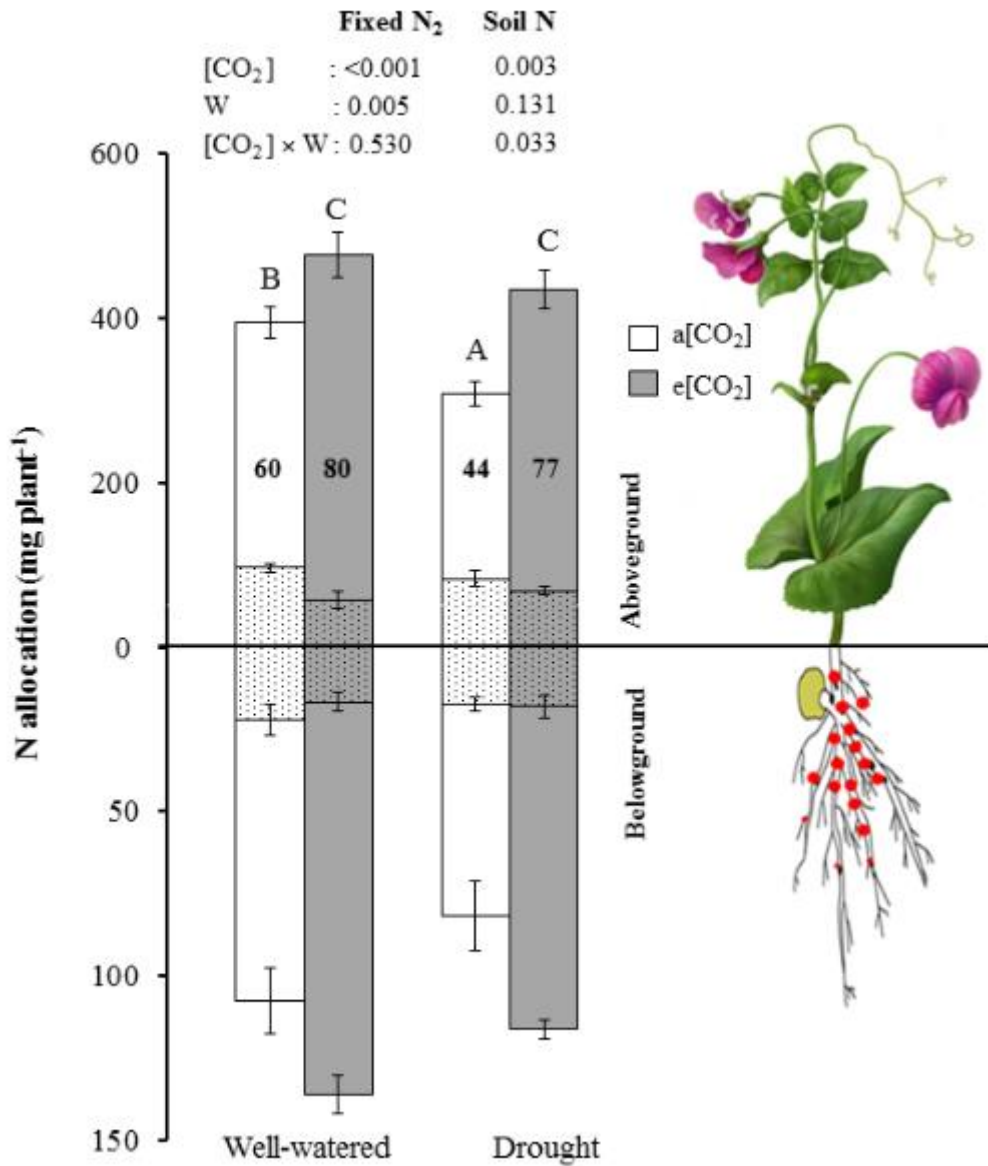 Fixed N₂ Soil N
[CO₂] : <0.001 0.003
W : 0.005 0.131
[CO₂] × W : 0.530 0.033
N allocation (mg plant⁻¹)
600
400
200
0
50
100
150
B
C
A
C
60
80
44
77
a[CO₂]
e[CO₂]
Aboveground
Belowground
Well-watered
Drought